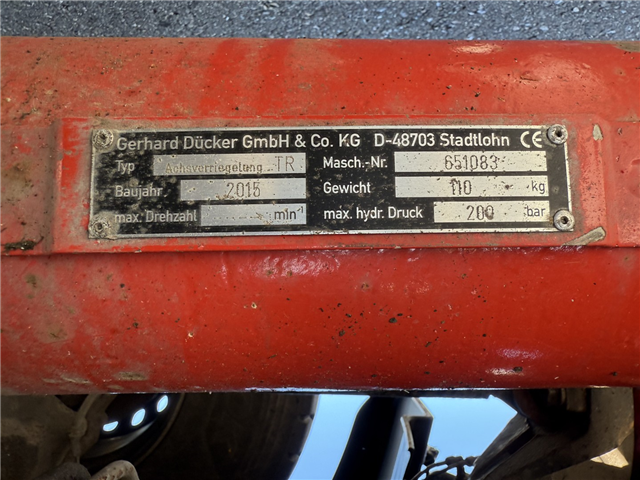 Gerhard Dücker GmbH & Co. KG D-48703 Stadtlohn CE
Typ Achsverriegelung TR Masch.-Nr. 651083
Baujahr 2015 Gewicht 110 kg
max. Drehzahl min-1 max. hydr. Druck 200 bar